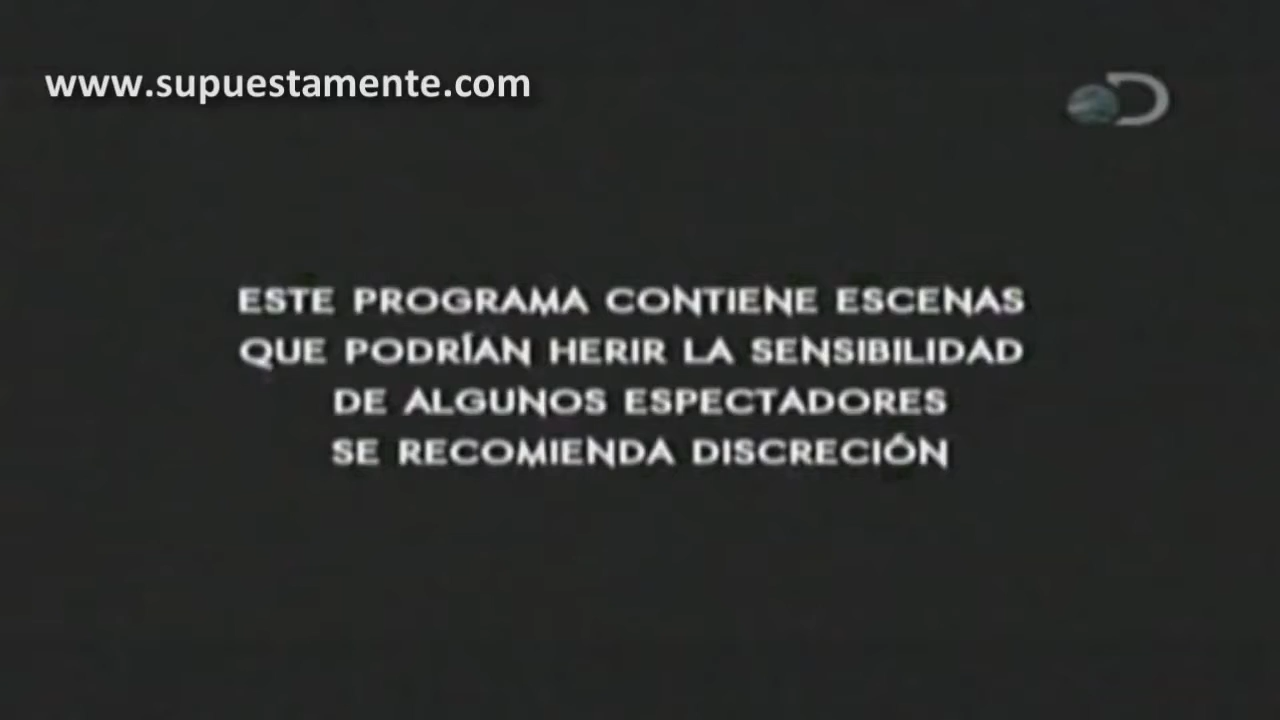 www.supuestamente.com
ESTE PROGRAMA CONTIENE ESCENAS
QUE PODRÍAN HERIR LA SENSIBILIDAD
DE ALGUNOS ESPECTADORES
SE RECOMIENDA DISCRECIÓN